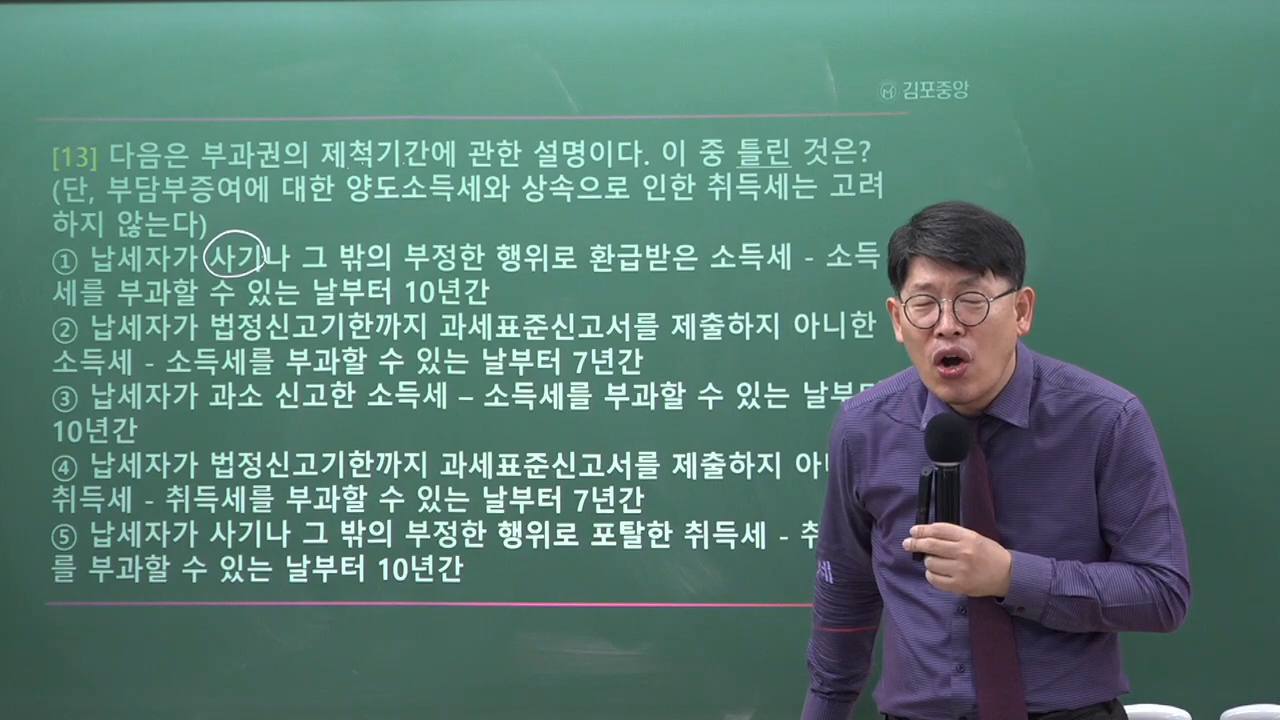 김포중앙
[13] 다음은 부과권의 제척기간에 관한 설명이다. 이 중 틀린 것은?
(단, 부담부증여에 대한 양도소득세와 상속으로 인한 취득세는 고려
하지 않는다)
① 납세자가 사기나 그 밖의 부정한 행위로 환급받은 소득세 - 소득
세를 부과할 수 있는 날부터 10년간
② 납세자가 법정신고기한까지 과세표준신고서를 제출하지 아니한
소득세 - 소득세를 부과할 수 있는 날부터 7년간
③ 납세자가 과소 신고한 소득세 – 소득세를 부과할 수 있는
10년간
④ 납세자가 법정신고기한까지 과세표준신고서를 제출하지
취득세 - 취득세를 부과할 수 있는 날부터 7년간
⑤ 납세자가 사기나 그 밖의 부정한 행위로 포탈한 취득세 -
를 부과할 수 있는 날부터 10년간